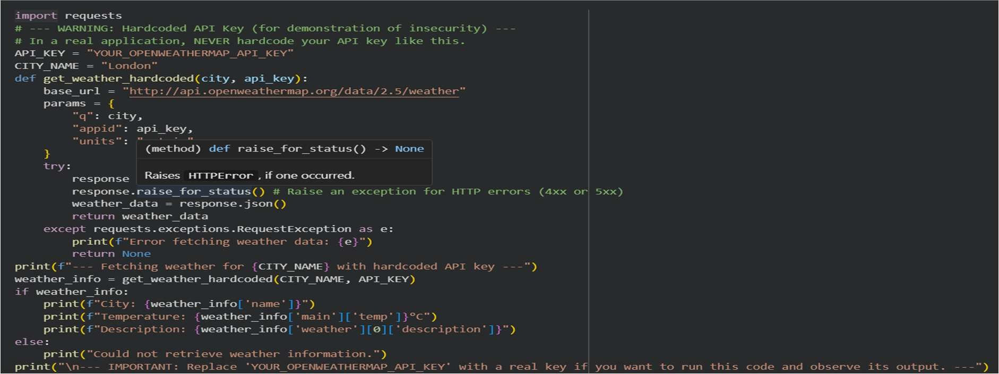 import requests
# --- WARNING: Hardcoded API Key (for demonstration of insecurity) ---
# In a real application, NEVER hardcode your API key like this.
API_KEY = "YOUR_OPENWEATHERMAP_API_KEY"
CITY_NAME = "London"
def get_weather_hardcoded(city, api_key):
    base_url = "http://api.openweathermap.org/data/2.5/weather"
    params = {
        "q": city,
        "appid": api_key,
        "units":
(method) def raise_for_status() -> None
    }
    try:
Raises HTTPError, if one occurred.
        response
        response.raise_for_status() # Raise an exception for HTTP errors (4xx or 5xx)
        weather_data = response.json()
        return weather_data
    except requests.exceptions.RequestException as e:
        print(f"Error fetching weather data: {e}")
        return None
print(f"--- Fetching weather for {CITY_NAME} with hardcoded API key ---")
weather_info = get_weather_hardcoded(CITY_NAME, API_KEY)
if weather_info:
    print(f"City: {weather_info['name']}")
    print(f"Temperature: {weather_info['main']['temp']}°C")
    print(f"Description: {weather_info['weather'][0]['description']}")
else:
    print("Could not retrieve weather information.")
print("\n--- IMPORTANT: Replace 'YOUR_OPENWEATHERMAP_API_KEY' with a real key if you want to run this code and observe its output. ---")